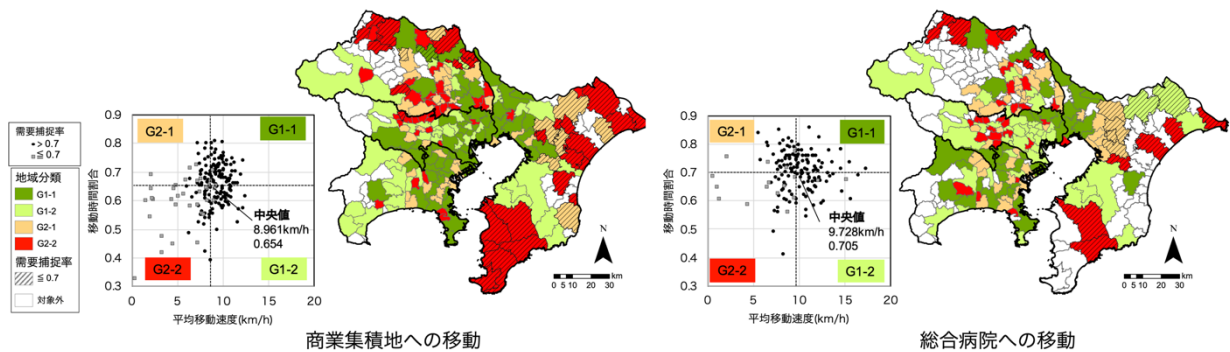 需要捕捉率
> 0.7
≦ 0.7
地域分類
G1-1
G1-2
G2-1
G2-2
需要捕捉率
≦ 0.7
対象外
移動時間割合
0.9
0.8
0.7
0.6
0.5
0.4
0.3
G2-1
G1-1
中央値
8.961km/h
0.654
G2-2
G1-2
0
5
10
15
20
平均移動速度(km/h)
N
0 5 10 20 30
km
商業集積地への移動
移動時間割合
0.9
0.8
0.7
0.6
0.5
0.4
0.3
G2-1
G1-1
中央値
9.728km/h
0.705
G2-2
G1-2
0
5
10
15
20
平均移動速度(km/h)
N
0 5 10 20 30
km
総合病院への移動